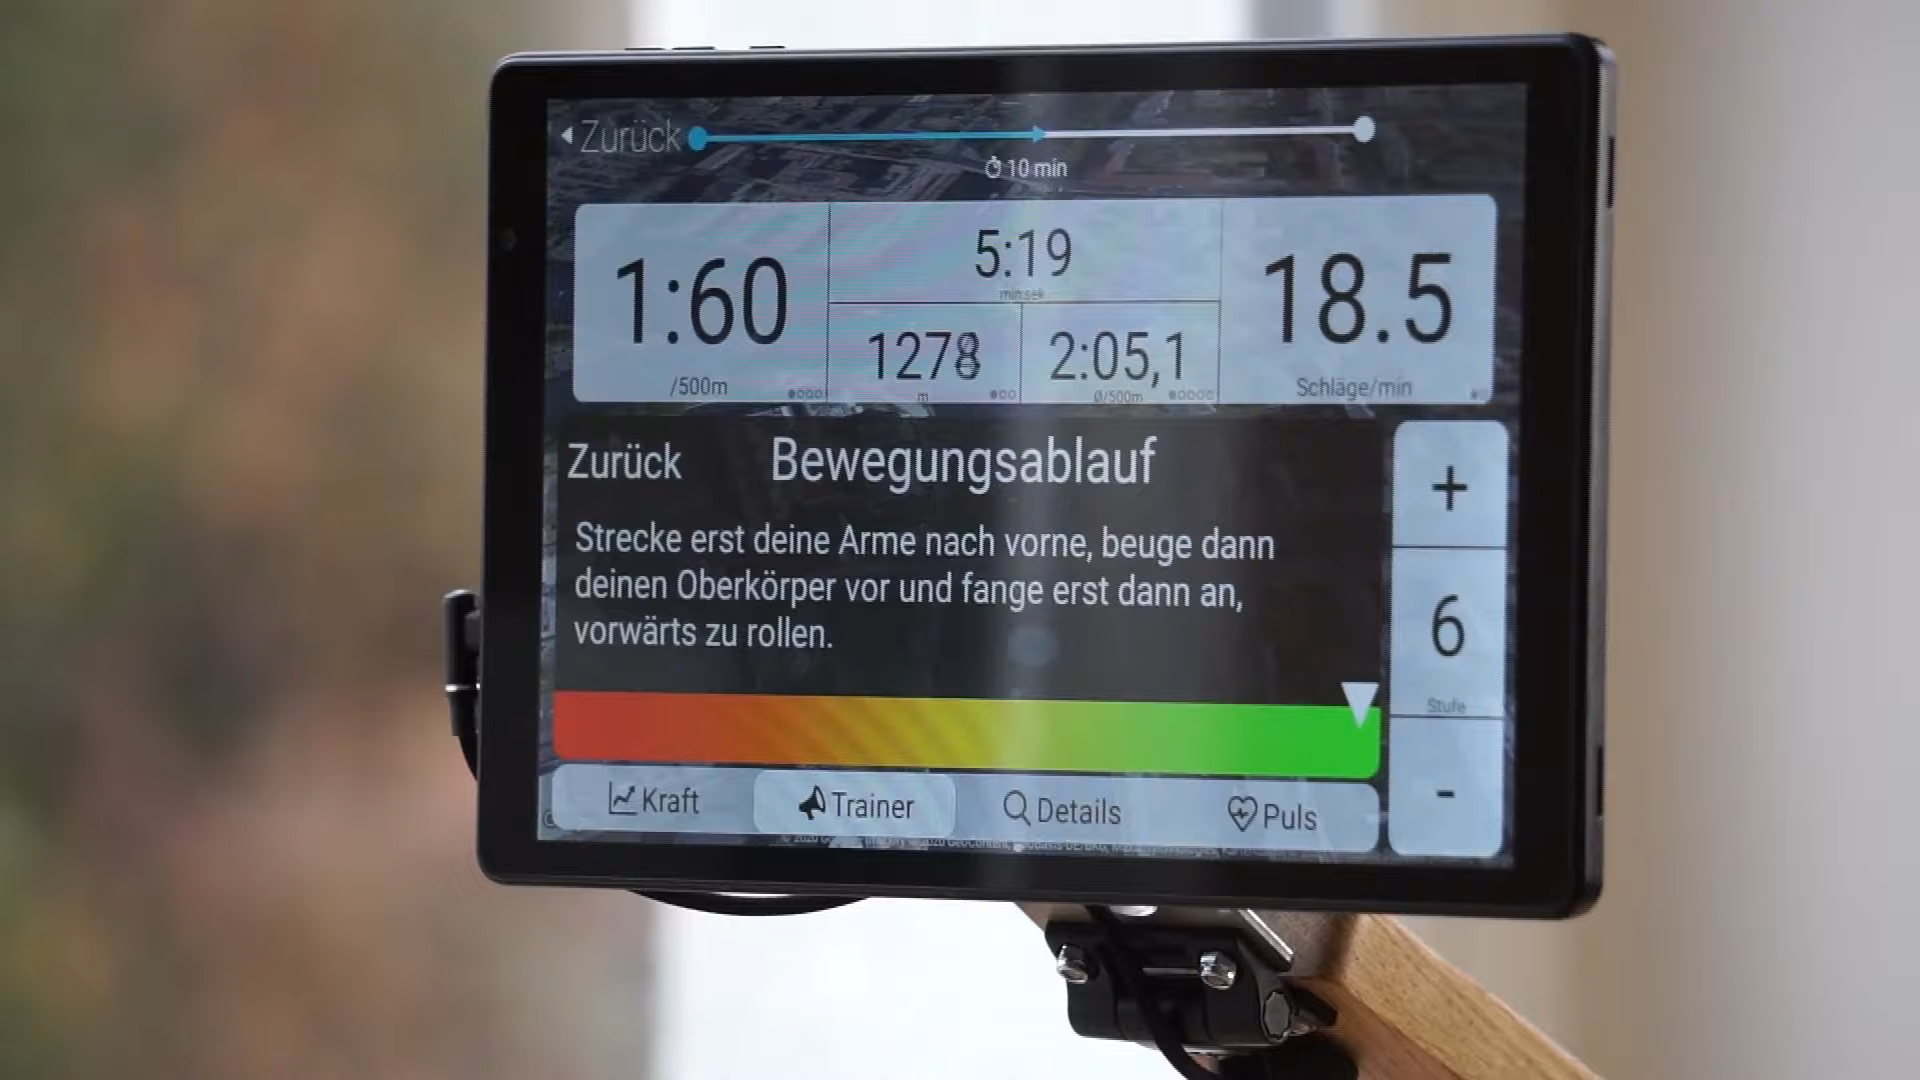 Zurück
10 min
1:60
/500m
5:19
min:sek
1278
m
2:05,1
Ø/500m
18.5
Schläge/min
Zurück Bewegungsablauf
Strecke erst deine Arme nach vorne, beuge dann
deinen Oberkörper vor und fange erst dann an,
vorwärts zu rollen.
+
6
Stufe
-
Kraft Trainer Details Puls